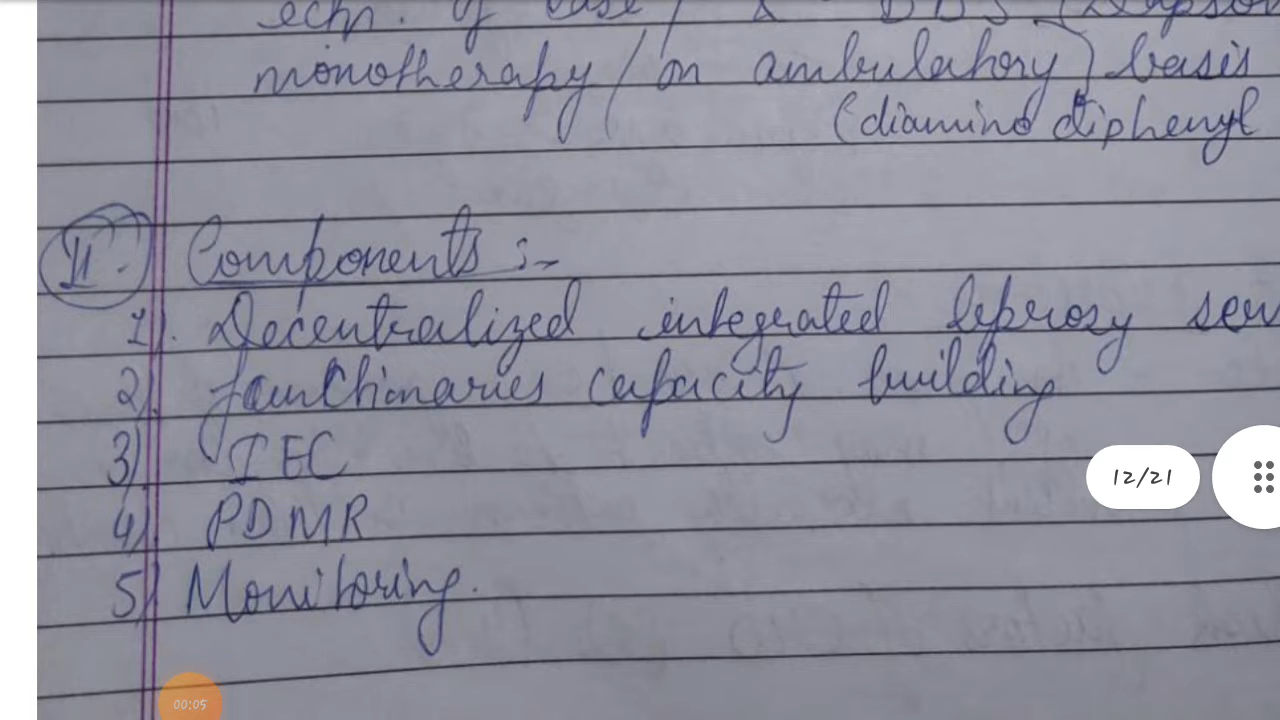 monotherapy / on ambulatory) basis
(diamino diphenyl
II. Components :-
1). Decentralized integrated leprosy
2). functionaries capacity building
3) IEC
4). PDMR
5) Monitoring.
12/21
00:05